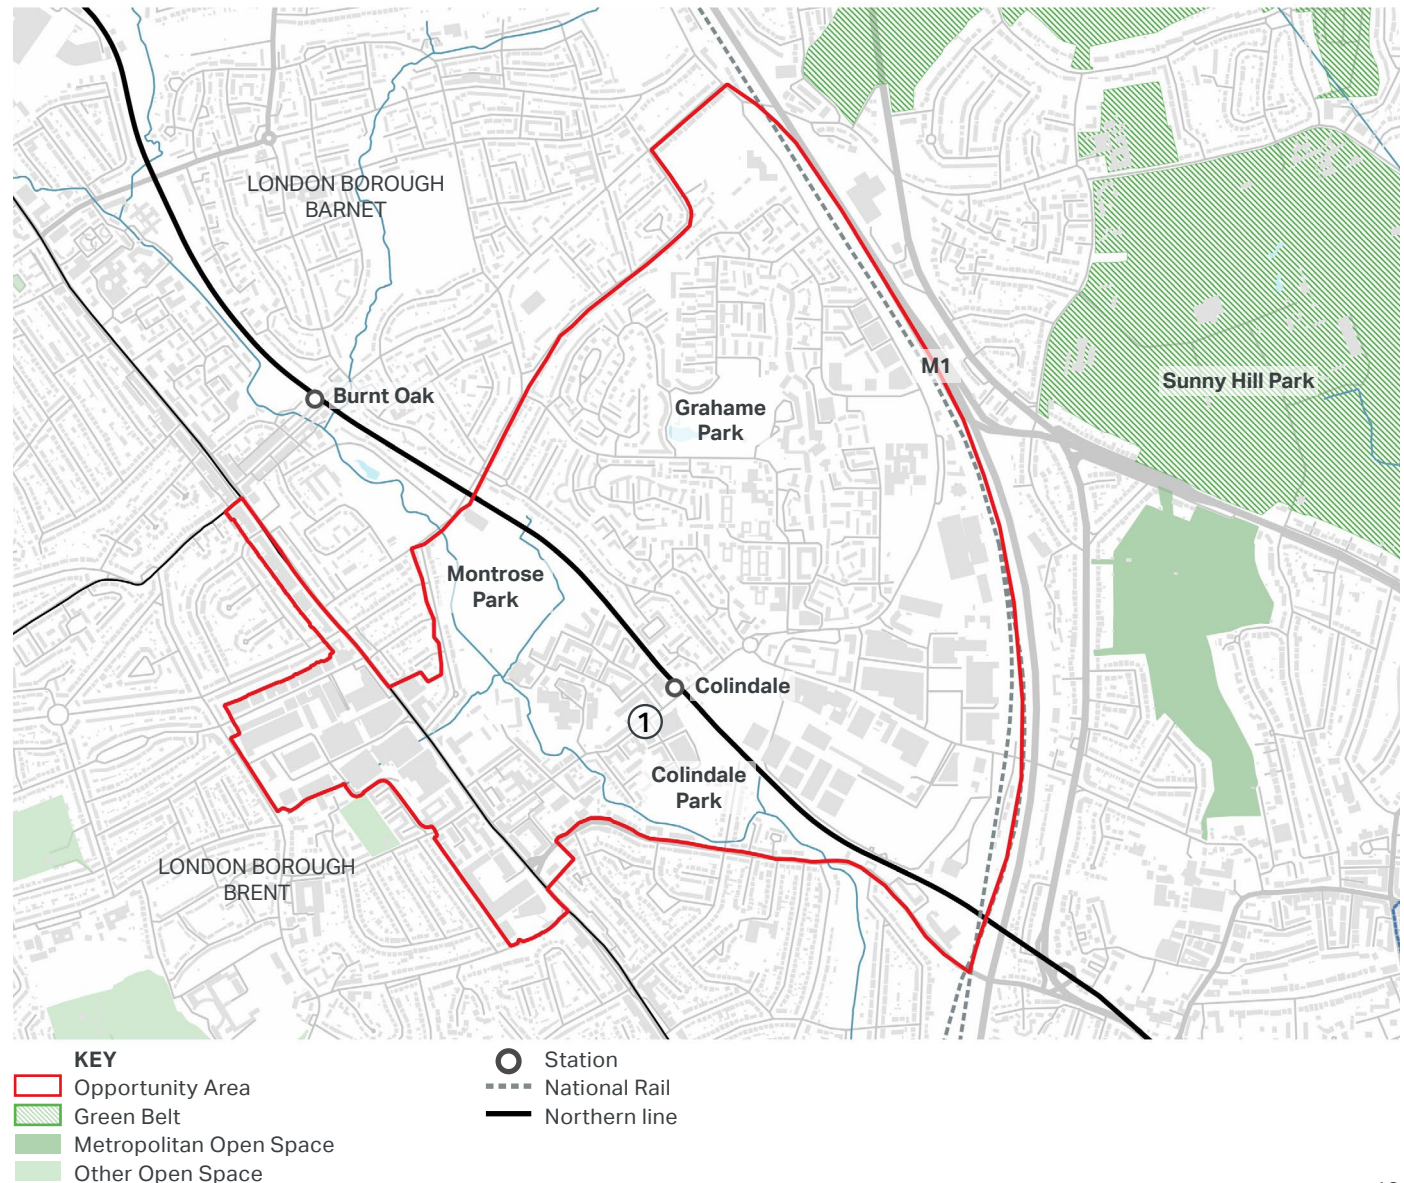 LONDON BOROUGH
BARNET
M1
Sunny Hill Park
Burnt Oak
Grahame
Park
Montrose
Park
Colindale
1
Colindale
Park
LONDON BOROUGH
BRENT
KEY
Opportunity Area
Green Belt
Metropolitan Open Space
Other Open Space
Station
National Rail
Northern line